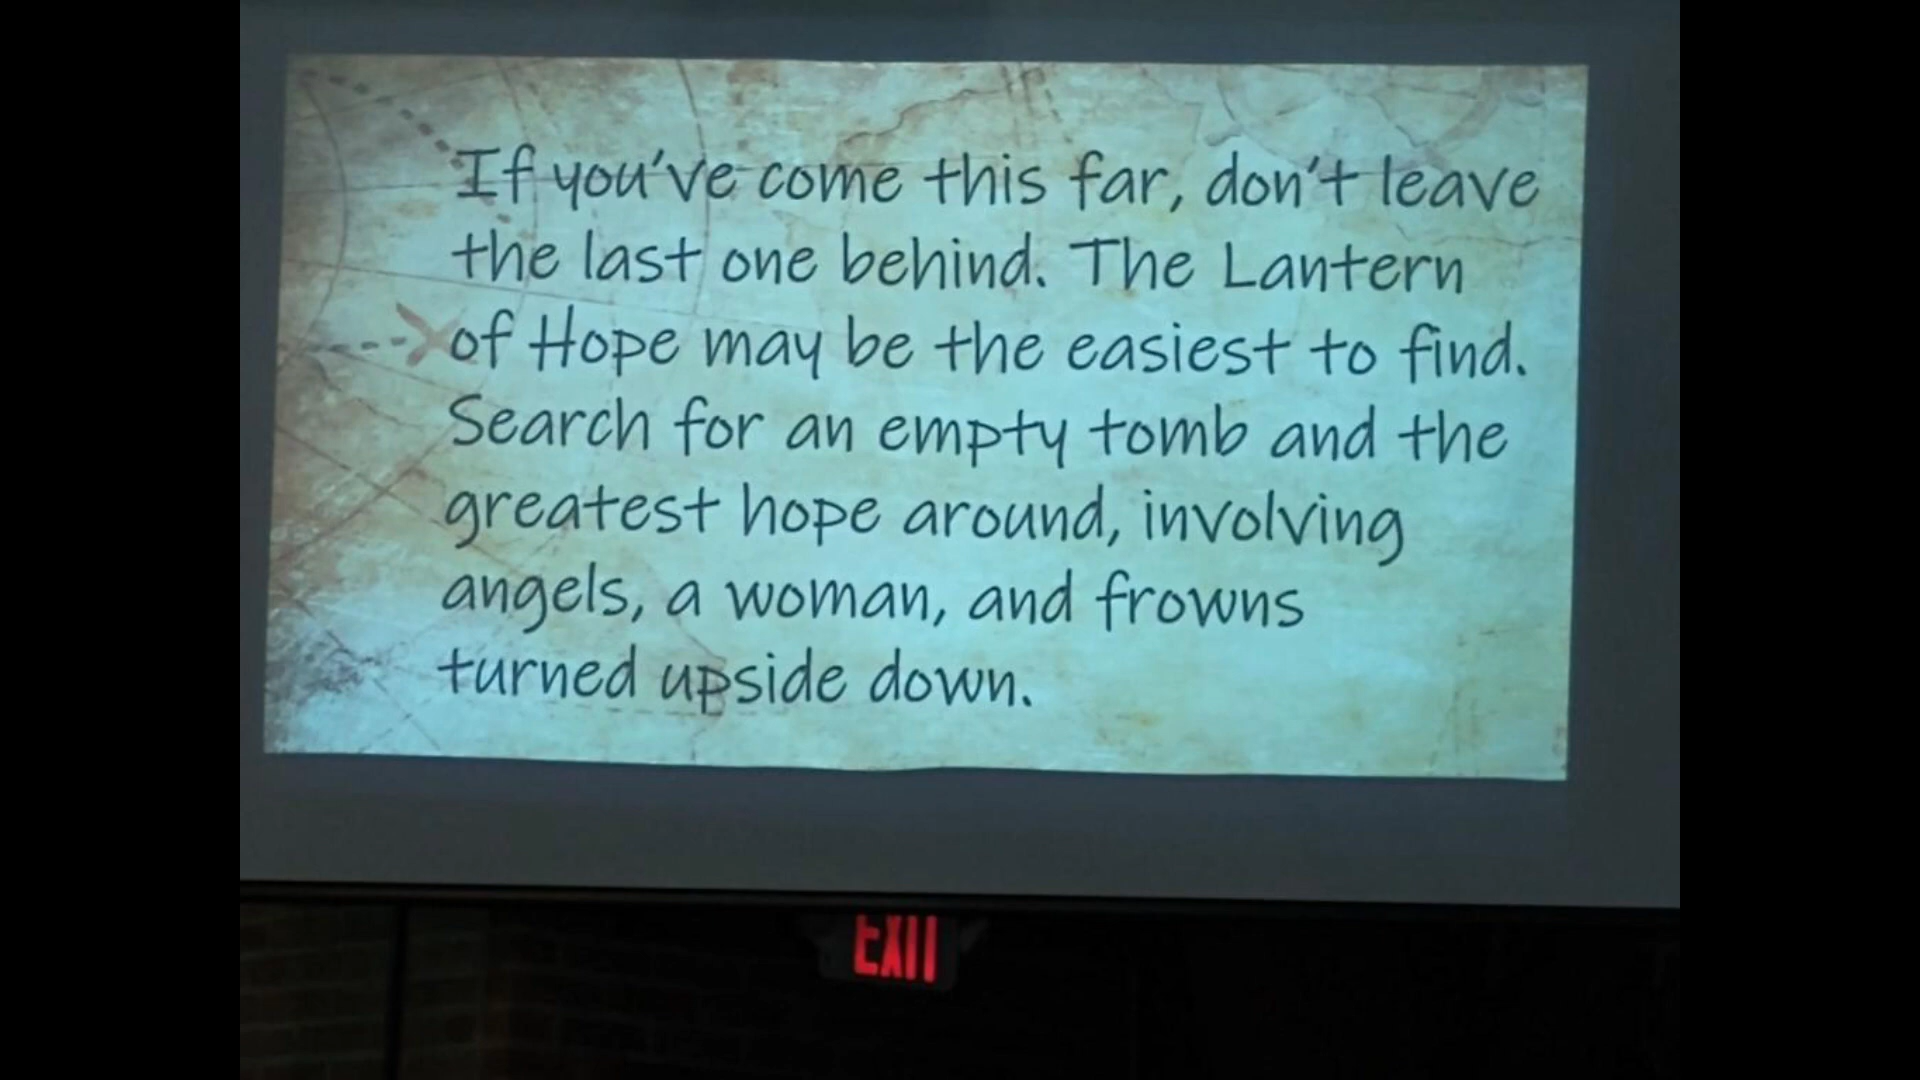 If you've come this far, don't leave
the last one behind. The Lantern
of Hope may be the easiest to find.
Search for an empty tomb and the
greatest hope around, involving
angels, a woman, and frowns
turned upside down.
EXIT